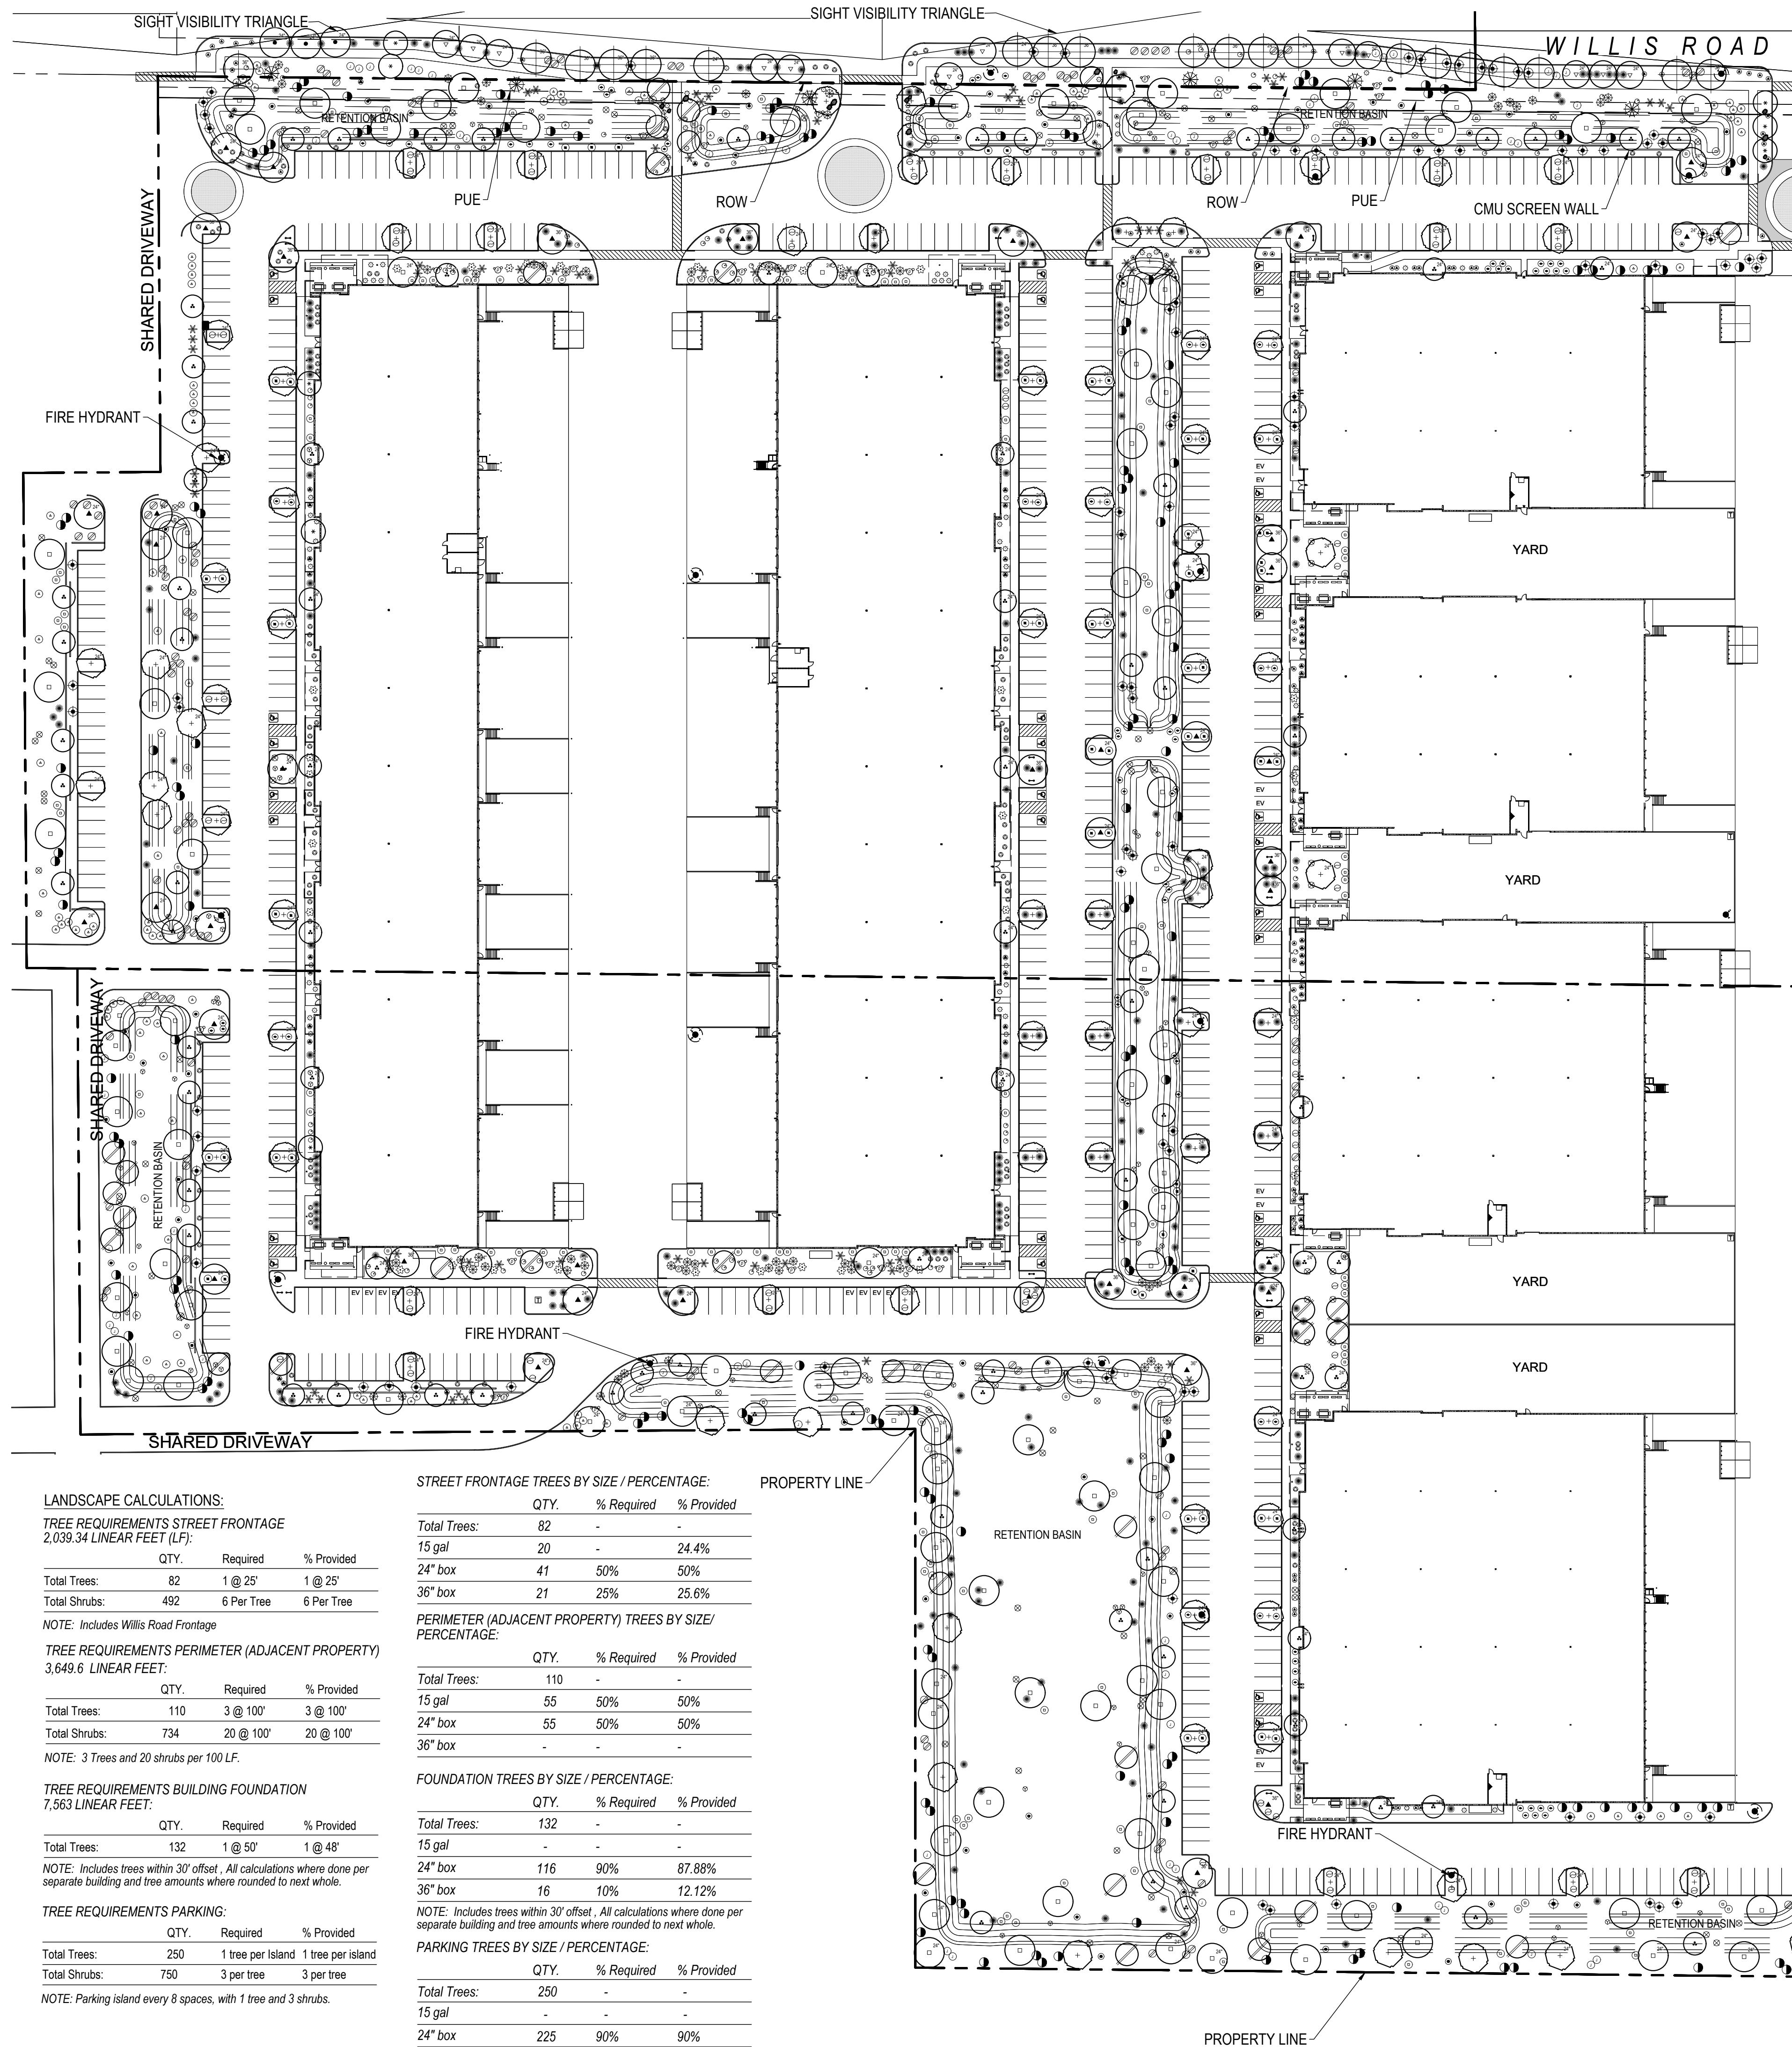 SIGHT VISIBILITY TRIANGLE
SIGHT VISIBILITY TRIANGLE
WILLIS ROAD
RETENTION BASIN
RETENTION BASIN
PUE
ROW
ROW
PUE
CMU SCREEN WALL
SHARED DRIVEWAY
FIRE HYDRANT
EV
EV
YARD
EV
EV
YARD
SHARED DRIVEWAY
RETENTION BASIN
EV
EV
YARD
EV EV EV EV
EV EV EV EV
FIRE HYDRANT
YARD
SHARED DRIVEWAY
PROPERTY LINE
RETENTION BASIN
EV
EV
FIRE HYDRANT
RETENTION BASIN
PROPERTY LINE
LANDSCAPE CALCULATIONS:
TREE REQUIREMENTS STREET FRONTAGE
2,039.34 LINEAR FEET (LF):
QTY. Required % Provided
Total Trees: 82 1 @ 25' 1 @ 25'
Total Shrubs: 492 6 Per Tree 6 Per Tree
NOTE: Includes Willis Road Frontage
TREE REQUIREMENTS PERIMETER (ADJACENT PROPERTY)
3,649.6 LINEAR FEET:
QTY. Required % Provided
Total Trees: 110 3 @ 100' 3 @ 100'
Total Shrubs: 734 20 @ 100' 20 @ 100'
NOTE: 3 Trees and 20 shrubs per 100 LF.
TREE REQUIREMENTS BUILDING FOUNDATION
7,563 LINEAR FEET:
QTY. Required % Provided
Total Trees: 132 1 @ 50' 1 @ 48'
NOTE: Includes trees within 30' offset , All calculations where done per
separate building and tree amounts where rounded to next whole.
TREE REQUIREMENTS PARKING:
QTY. Required % Provided
Total Trees: 250 1 tree per Island 1 tree per island
Total Shrubs: 750 3 per tree 3 per tree
NOTE: Parking island every 8 spaces, with 1 tree and 3 shrubs.
STREET FRONTAGE TREES BY SIZE / PERCENTAGE:
QTY. % Required % Provided
Total Trees: 82 - -
15 gal 20 - 24.4%
24" box 41 50% 50%
36" box 21 25% 25.6%
PERIMETER (ADJACENT PROPERTY) TREES BY SIZE/
PERCENTAGE:
QTY. % Required % Provided
Total Trees: 110 - -
15 gal 55 50% 50%
24" box 55 50% 50%
36" box - - -
FOUNDATION TREES BY SIZE / PERCENTAGE:
QTY. % Required % Provided
Total Trees: 132 - -
15 gal - - -
24" box 116 90% 87.88%
36" box 16 10% 12.12%
NOTE: Includes trees within 30' offset , All calculations where done per
separate building and tree amounts where rounded to next whole.
PARKING TREES BY SIZE / PERCENTAGE:
QTY. % Required % Provided
Total Trees: 250 - -
15 gal - - -
24" box 225 90% 90%